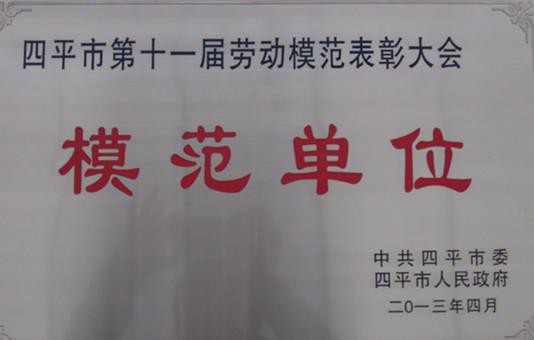 四平市第十一届劳动模范表彰大会
模范单位
中共四平市委
四平市人民政府
二0一三年四月